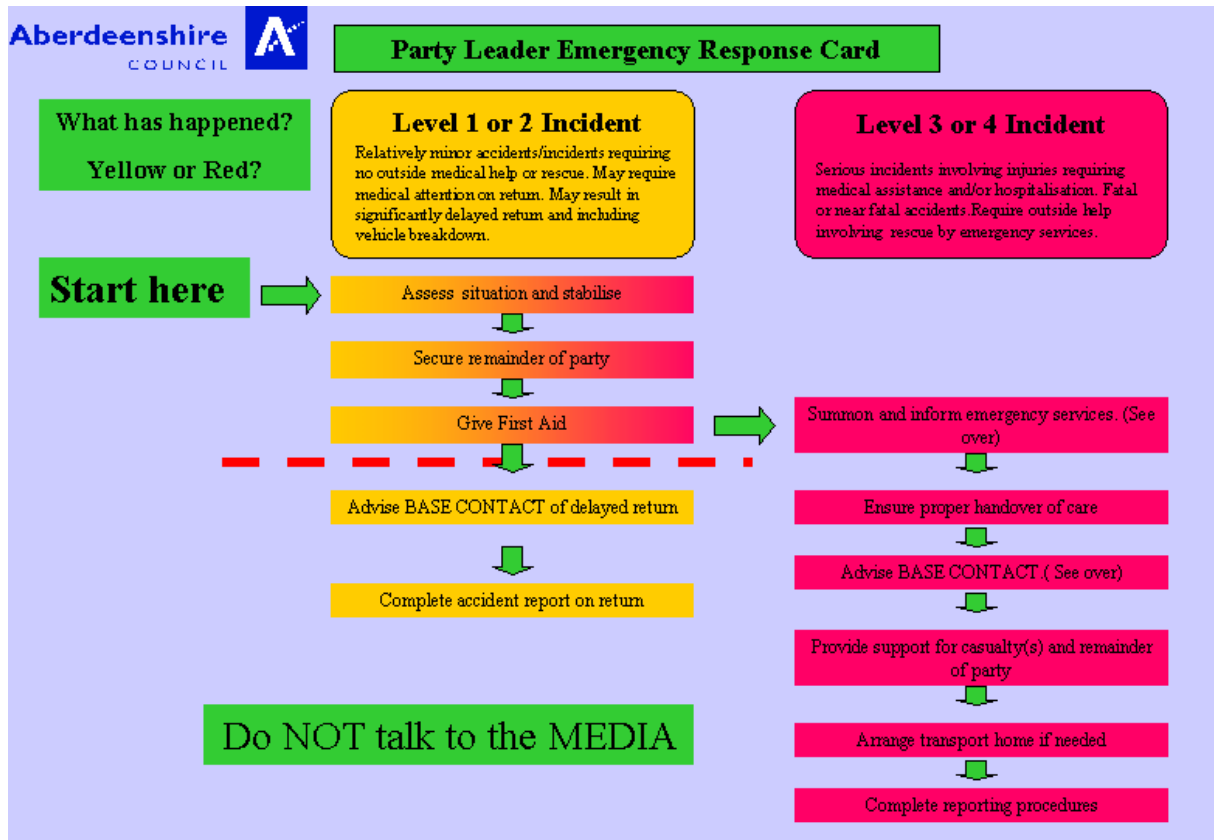 Aberdeenshire
COUNCIL
Party Leader Emergency Response Card
What has happened?
Yellow or Red?
Level 1 or 2 Incident
Relatively minor accidents/incidents requiring
no outside medical help or rescue. May require
medical attention on return. May result in
significantly delayed return and including
vehicle breakdown.
Level 3 or 4 Incident
Serious incidents involving injuries requiring
medical assistance and/or hospitalisation. Fatal
or near fatal accidents.Require outside help
involving rescue by emergency services.
Start here
Assess situation and stabilise
Secure remainder of party
Give First Aid
Summon and inform emergency services. (See
over)
Advise BASE CONTACT of delayed return
Ensure proper handover of care
Advise BASE CONTACT.( See over)
Complete accident report on return
Provide support for casualty(s) and remainder
of party
Do NOT talk to the MEDIA
Arrange transport home if needed
Complete reporting procedures